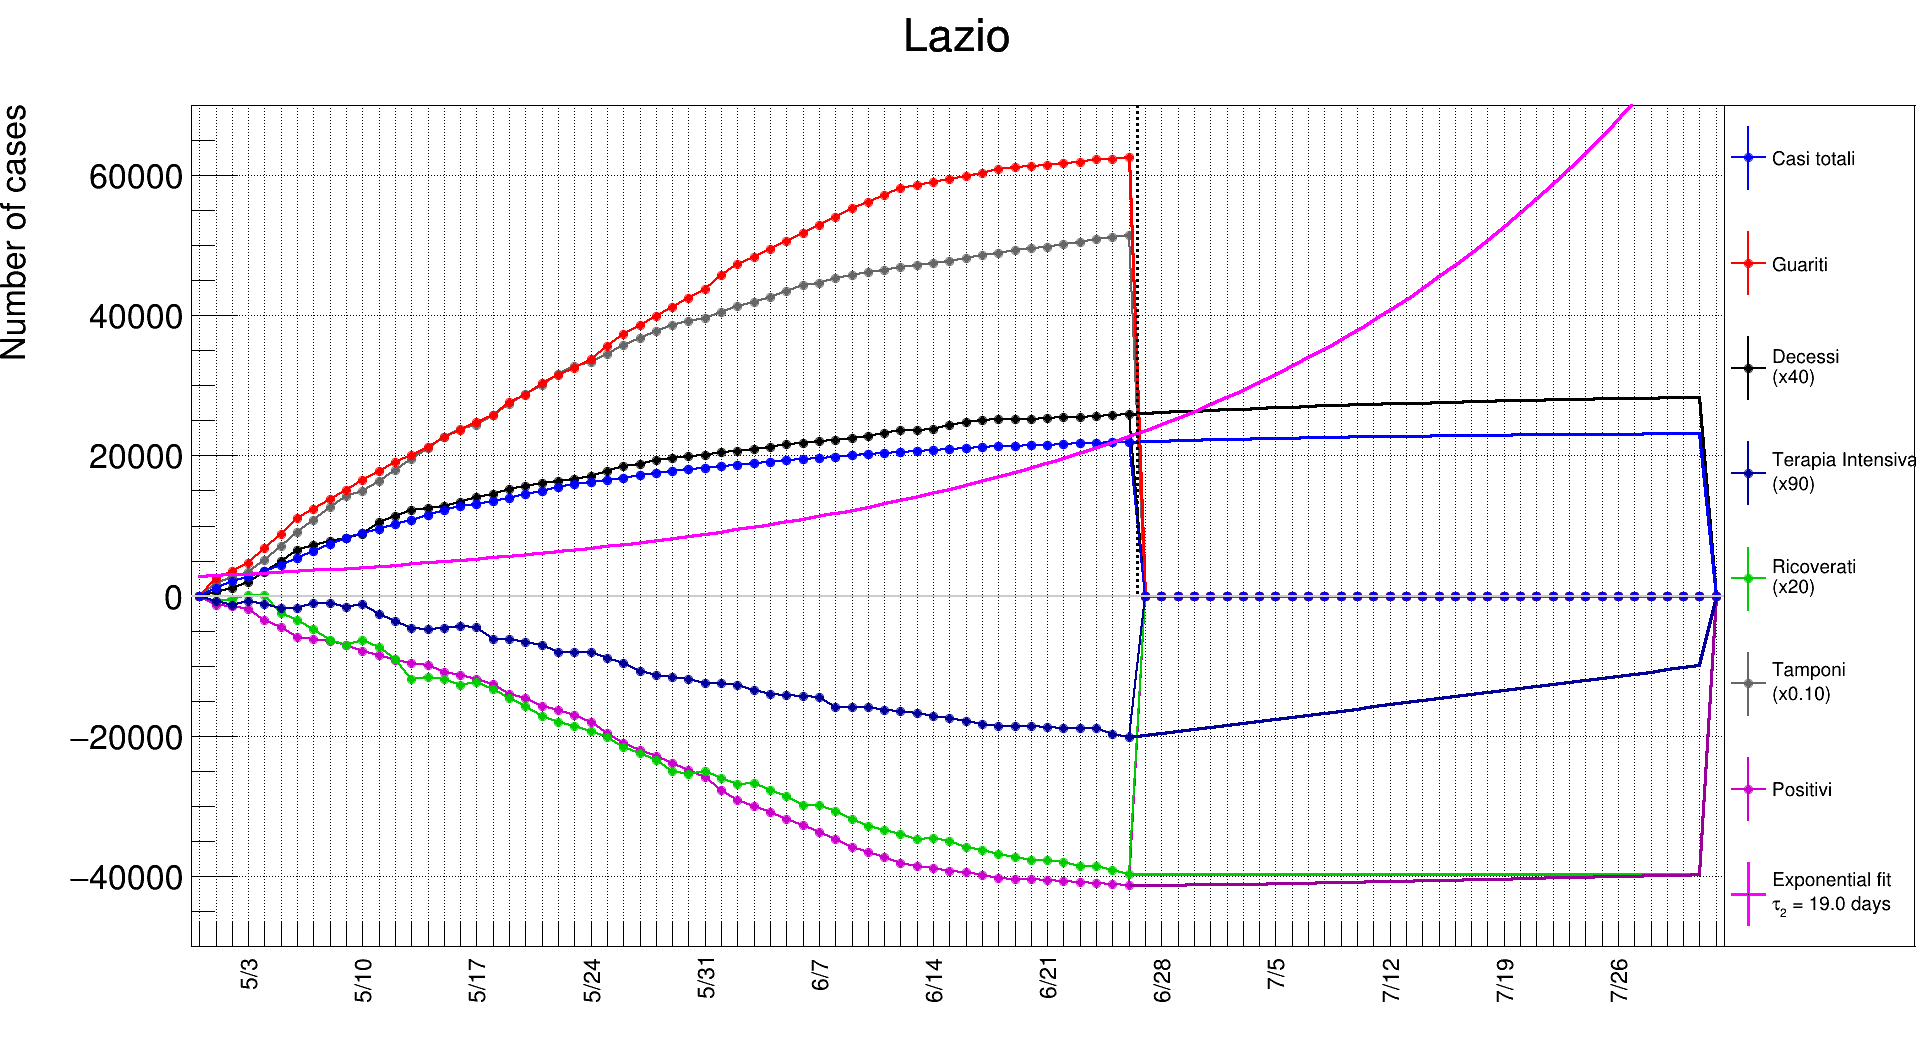 Lazio
Number of cases
60000
40000
20000
0
−20000
−40000
5/3
5/10
5/17
5/24
5/31
6/7
6/14
6/21
6/28
7/5
7/12
7/19
7/26
Casi totali
Guariti
Decessi
(x40)
Terapia Intensiva
(x90)
Ricoverati
(x20)
Tamponi
(x0.10)
Positivi
Exponential fit
τ2 = 19.0 days